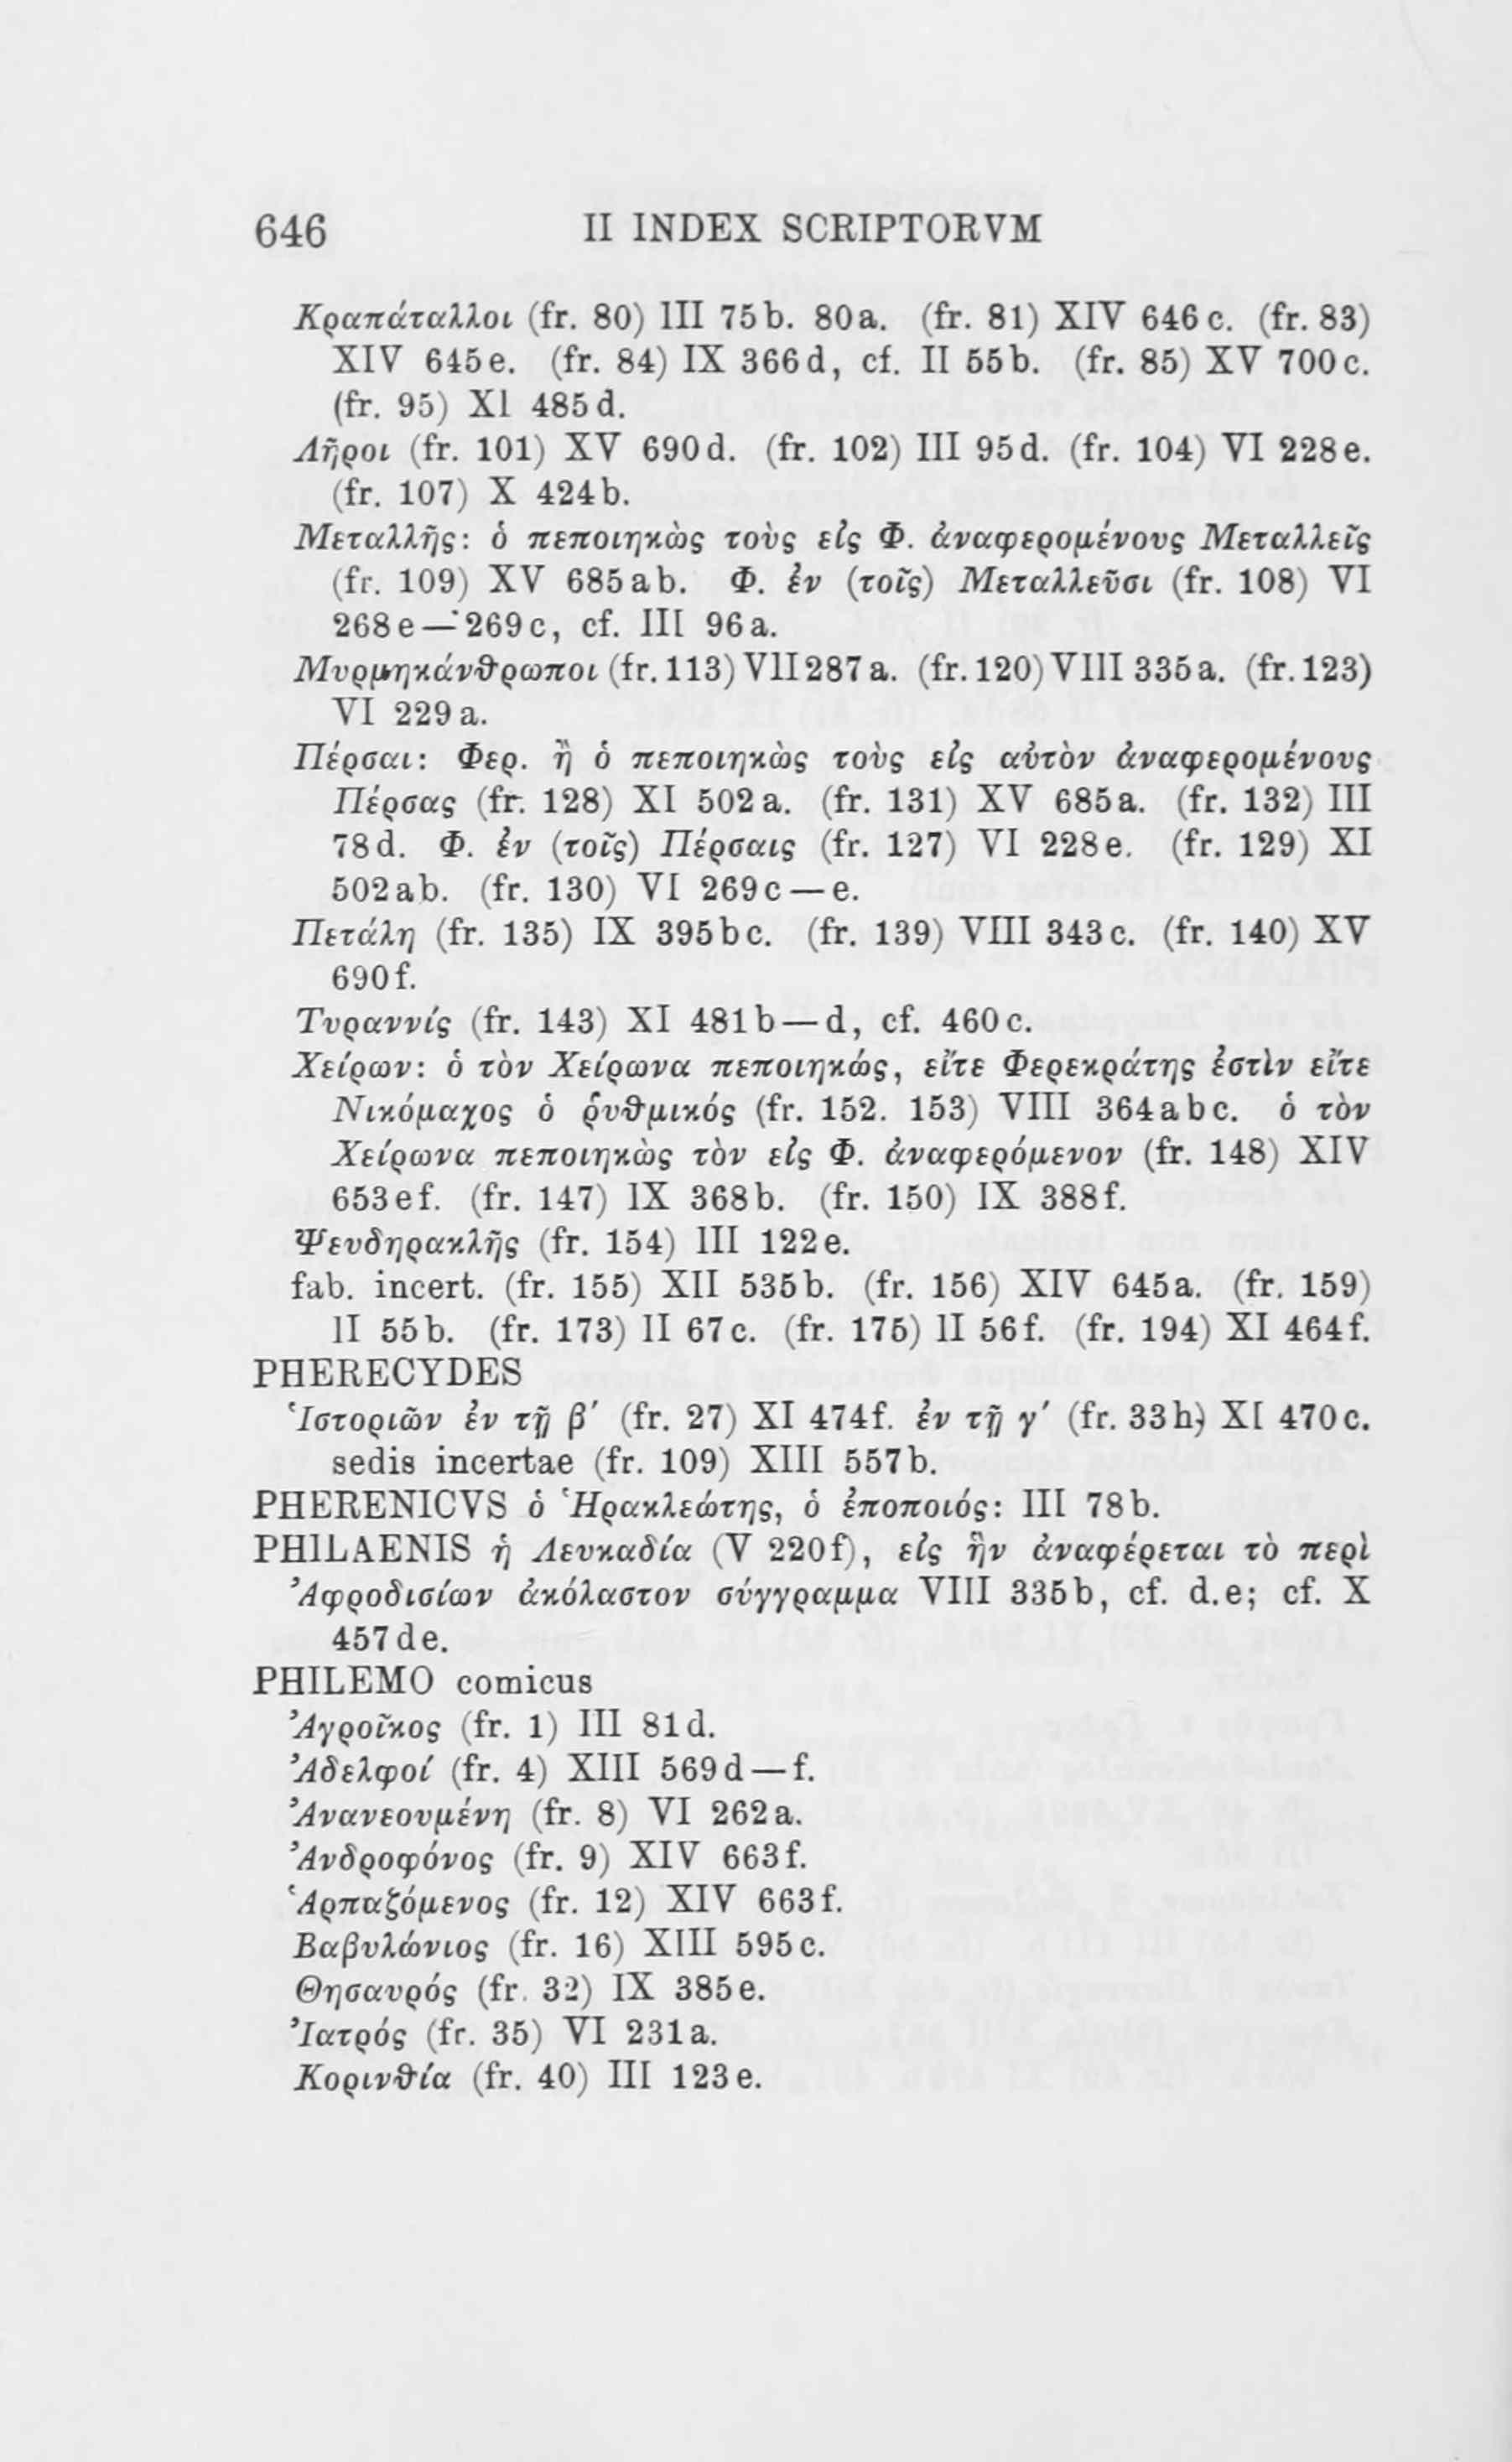 646 II INDEX SCRIPTORVM
Κραπάταλλοι (fr. 80) III 75b. 80a. (fr. 81) XIV 646c. (fr. 83)
XIV 645e. (fr. 84) IX 366d, cf. II 55b. (fr. 85) XV 700c.
(fr. 95) XI 485d.
Λῆροι (fr. 101) XV 690d. (fr. 102) III 95d. (fr. 104) VI 228e.
(fr. 107) X 424b.
Μεταλλῆς: ὁ πεποιηκὼς τοὺς εἰς Φ. ἀναφερομένους Μεταλλεῖς
(fr. 109) XV 685ab. Φ. ἐν (τοῖς) Μεταλλεῦσι (fr. 108) VI
268e—269c, cf. III 96a.
Μυρμηκάνθρωποι (fr. 113) VII 287a. (fr. 120) VIII 335a. (fr. 123)
VI 229a.
Πέρσαι: Φερ. ἢ ὁ πεποιηκὼς τοὺς εἰς αὐτὸν ἀναφερομένους
Πέρσας (fr. 128) XI 502a. (fr. 131) XV 685a. (fr. 132) III
78d. Φ. ἐν (τοῖς) Πέρσαις (fr. 127) VI 228e. (fr. 129) XI
502ab. (fr. 130) VI 269c—e.
Πετάλη (fr. 135) IX 395bc. (fr. 139) VIII 343c. (fr. 140) XV
690f.
Τυραννίς (fr. 143) XI 481b—d, cf. 460c.
Χείρων: ὁ τὸν Χείρωνα πεποιηκώς, εἴτε Φερεκράτης ἐστὶν εἴτε
Νικόμαχος ὁ ῥυθμικός (fr. 152. 153) VIII 364abc. ὁ τὸν
Χείρωνα πεποιηκὼς τὸν εἰς Φ. ἀναφερόμενον (fr. 148) XIV
653ef. (fr. 147) IX 368b. (fr. 150) IX 388f.
Ψευδηρακλῆς (fr. 154) III 122e.
fab. incert. (fr. 155) XII 535b. (fr. 156) XIV 645a. (fr. 159)
II 55b. (fr. 173) II 67c. (fr. 175) II 56f. (fr. 194) XI 464f.
PHERECYDES
Ἱστοριῶν ἐν τῇ β′ (fr. 27) XI 474f. ἐν τῇ γ′ (fr. 33h) XI 470c.
sedis incertae (fr. 109) XIII 557b.
PHERENICVS ὁ Ἡρακλεώτης, ὁ ἐποποιός: III 78b.
PHILAENIS ἡ Λευκαδία (V 220f), εἰς ἣν ἀναφέρεται τὸ περὶ
Ἀφροδισίων ἀκόλαστον σύγγραμμα VIII 335b, cf. d.e; cf. X
457de.
PHILEMO comicus
Ἀγροῖκος (fr. 1) III 81d.
Ἀδελφοί (fr. 4) XIII 569d—f.
Ἀνανεουμένη (fr. 8) VI 262a.
Ἀνδροφόνος (fr. 9) XIV 663f.
Ἁρπαζόμενος (fr. 12) XIV 663f.
Βαβυλώνιος (fr. 16) XIII 595c.
Θησαυρός (fr. 32) IX 385e.
Ἰατρός (fr. 35) VI 231a.
Κορινθία (fr. 40) III 123e.